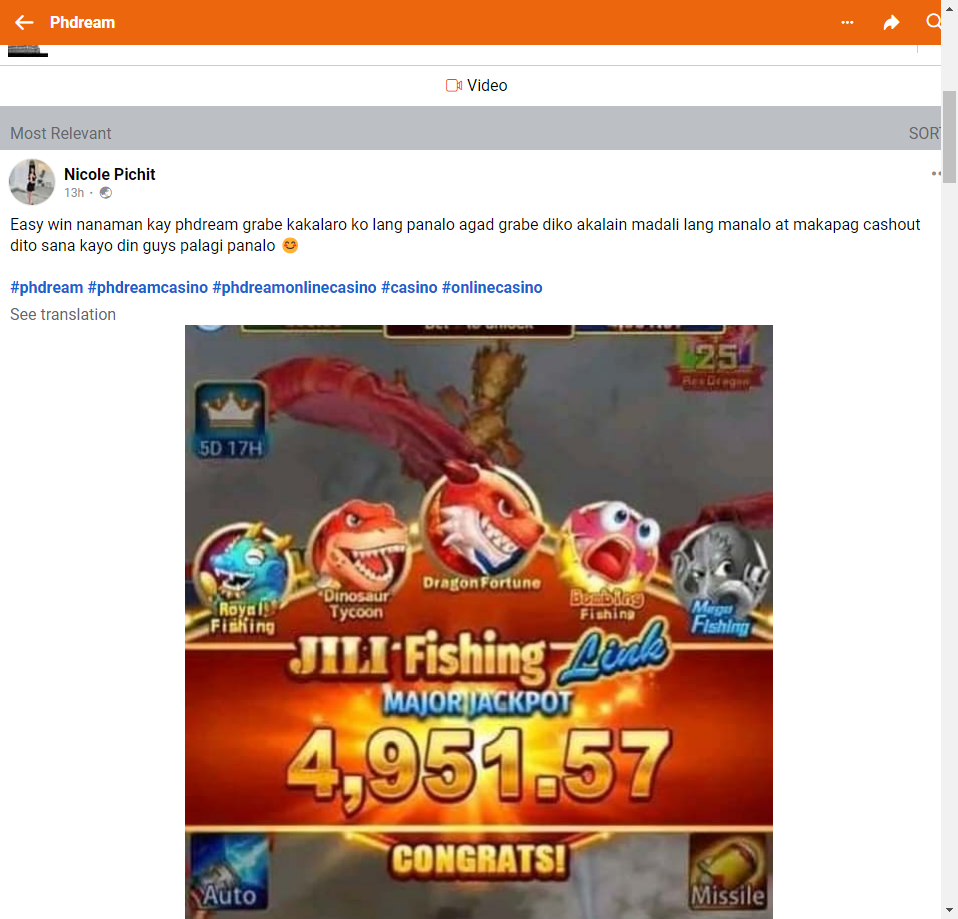 Phdream
Video
Most Relevant
SORT
Nicole Pichit
13h ·
Easy win nanaman kay phdream grabe kakalaro ko lang panalo agad grabe diko akalain madali lang manalo at makapag cashout
dito sana kayo din guys palagi panalo
#phdream #phdreamcasino #phdreamonlinecasino #casino #onlinecasino
See translation
25
Red Dragon
5D 17H
Royal Fishing
Dinosaur Tycoon
DragonFortune
Bombing Fishing
Mega Fishing
JILI Fishing Link
MAJOR JACKPOT
4,951.57
CONGRATS!
Auto
Missile